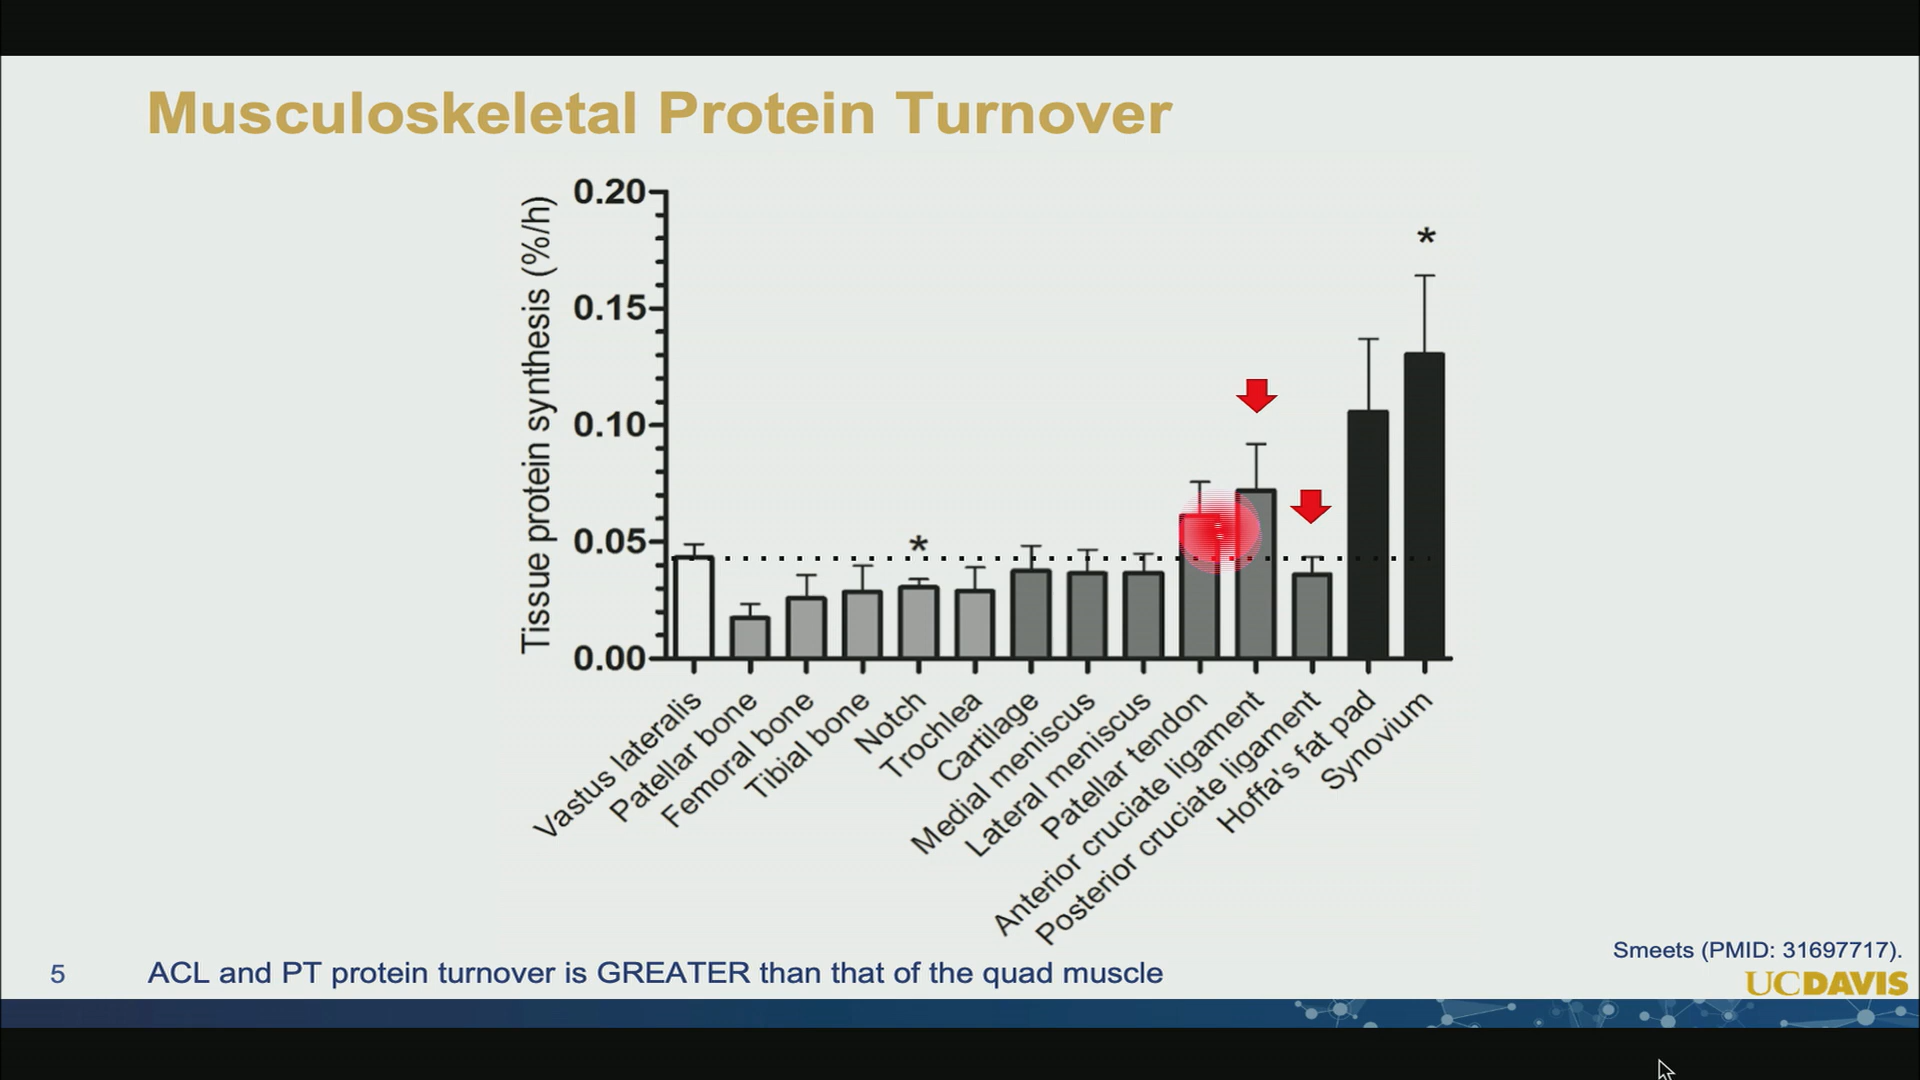 Musculoskeletal Protein Turnover
Tissue protein synthesis (%/h)
0.20
0.15
0.10
0.05
0.00
*
*
Vastus lateralis
Patellar bone
Femoral bone
Tibial bone
Notch
Trochlea
Cartilage
Medial meniscus
Lateral meniscus
Patellar tendon
Anterior cruciate ligament
Posterior cruciate ligament
Hoffa's fat pad
Synovium
Smeets (PMID: 31697717).
5
ACL and PT protein turnover is GREATER than that of the quad muscle
UCDAVIS